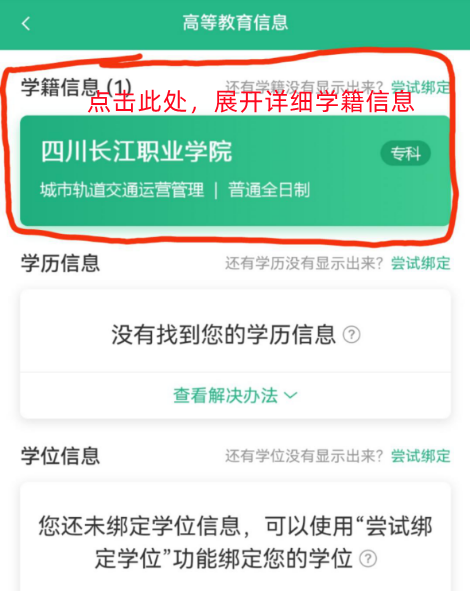 高等教育信息
学籍信息(1) 还有学籍没有显示出来？尝试绑定
点击此处，展开详细学籍信息
四川长江职业学院 专科
城市轨道交通运营管理 | 普通全日制
学历信息 还有学历没有显示出来？尝试绑定
没有找到您的学历信息 ?
查看解决办法
学位信息 还有学位没有显示出来？尝试绑定
您还未绑定学位信息，可以使用“尝试绑
定学位”功能绑定您的学位 ?